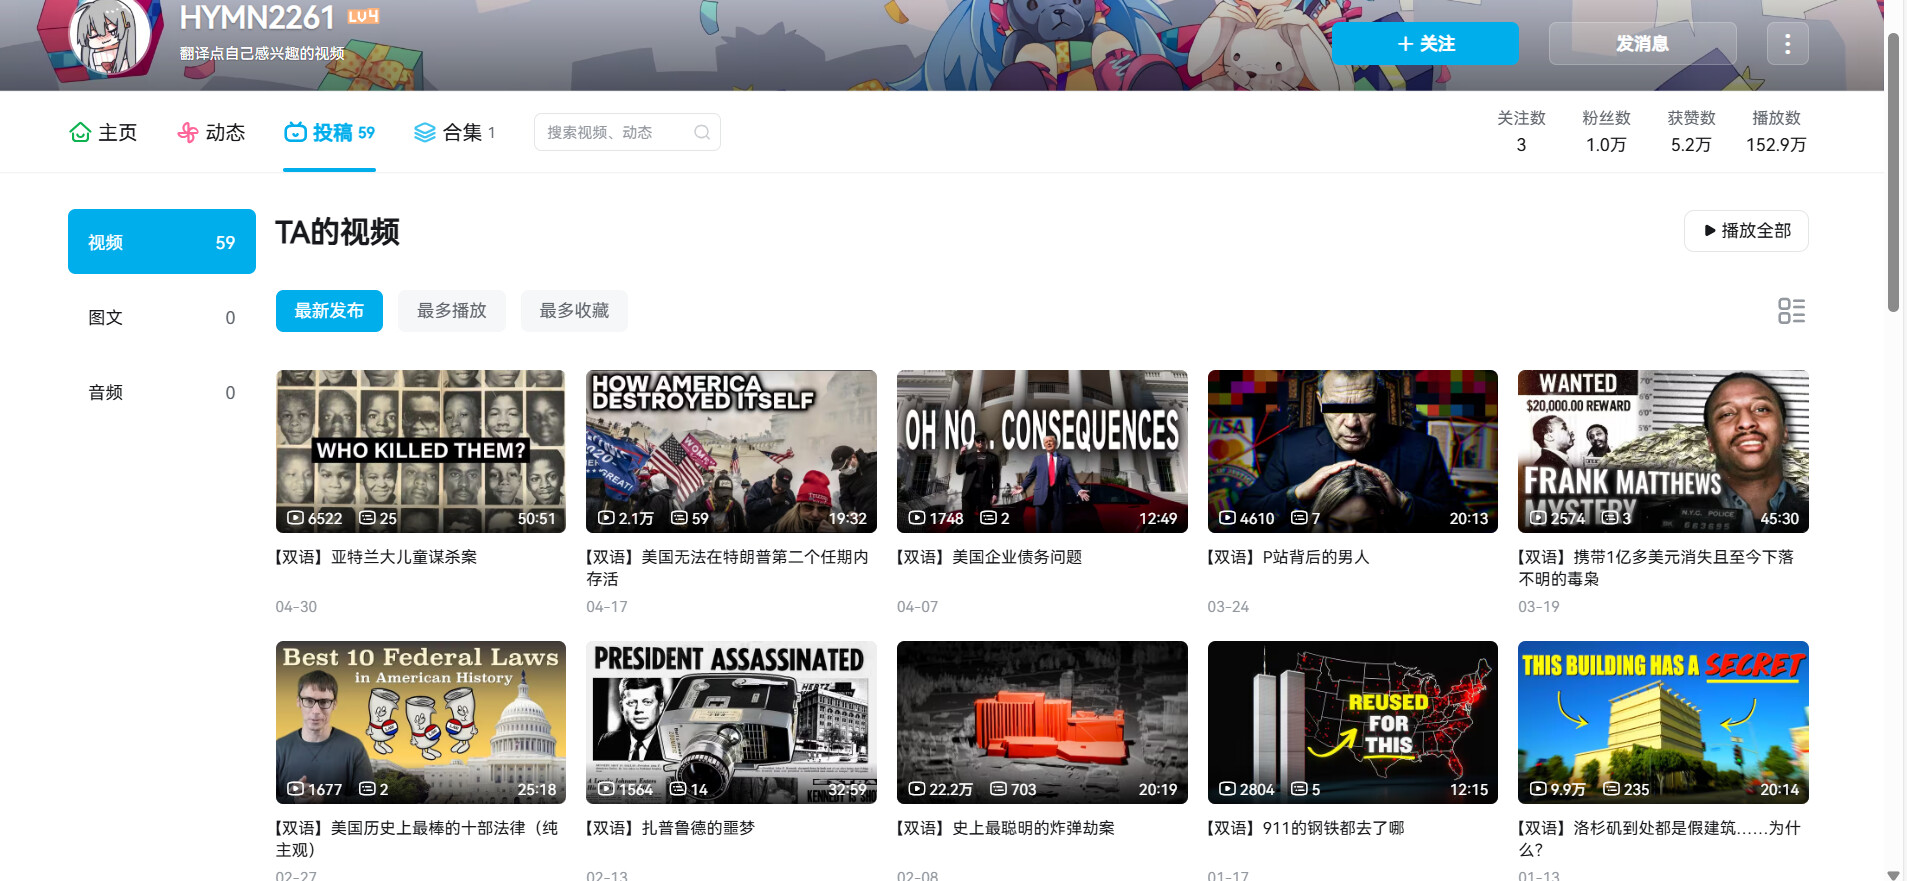 HYMN2261 LV4
翻译点自己感兴趣的视频
+ 关注
发消息
主页
动态
投稿 59
合集 1
搜索视频、动态
关注数 粉丝数 获赞数 播放数
3 1.0万 5.2万 152.9万
视频 59
图文 0
音频 0
TA的视频
播放全部
最新发布 最多播放 最多收藏
WHO KILLED THEM?
6522 25 50:51
【双语】亚特兰大儿童谋杀案
04-30
HOW AMERICA
DESTROYED ITSELF
2.1万 59 19:32
【双语】美国无法在特朗普第二个任期内
存活
04-17
OH NO... CONSEQUENCES
1748 2 12:49
【双语】美国企业债务问题
04-07
VISA
4610 7 20:13
【双语】P站背后的男人
03-24
WANTED
$20,000.00 REWARD
FRANK MATTHEWS
MYSTERY
N.Y.C. POLICE
2574 3 45:30
【双语】携带1亿多美元消失且至今下落
不明的毒枭
03-19
Best 10 Federal Laws
in American History
1677 2 25:18
【双语】美国历史上最棒的十部法律（纯
主观）
02-27
PRESIDENT ASSASSINATED
HERTZ
1564 14 32:59
【双语】扎普鲁德的噩梦
02-13
22.2万 703 20:19
【双语】史上最聪明的炸弹劫案
02-08
REUSED
FOR
THIS
2804 5 12:15
【双语】911的钢铁都去了哪
01-17
THIS BUILDING HAS A SECRET
9.9万 235 20:14
【双语】洛杉矶到处都是假建筑……为什
么？
01-13